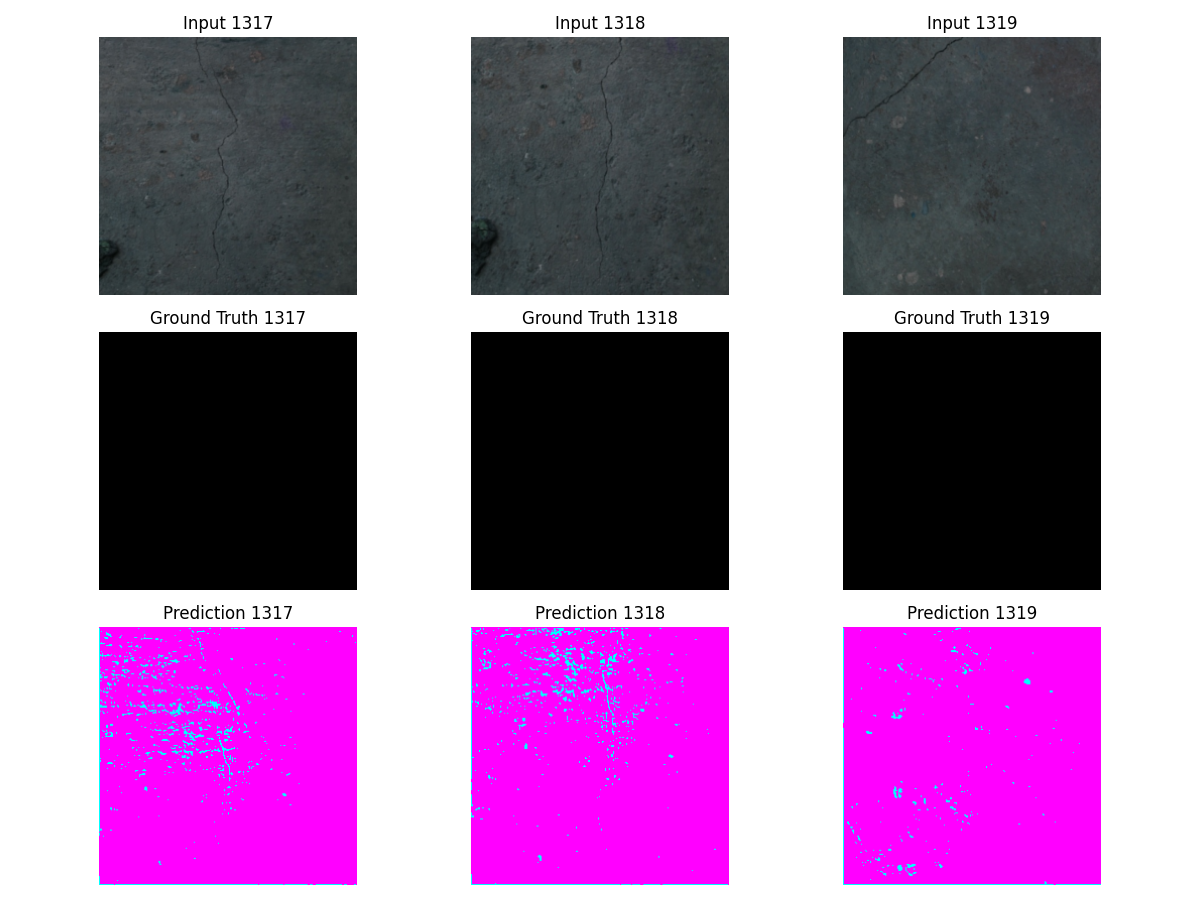 Input 1317
Input 1318
Input 1319
Ground Truth 1317
Ground Truth 1318
Ground Truth 1319
Prediction 1317
Prediction 1318
Prediction 1319